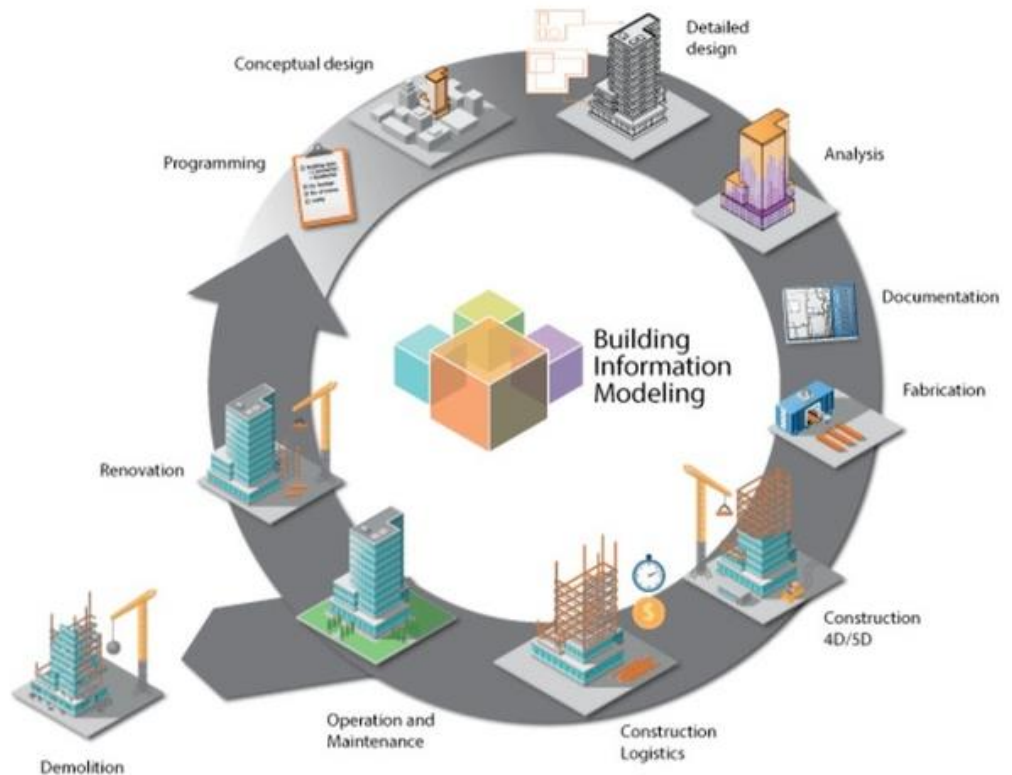 Detailed
design
Conceptual design
Analysis
Programming
Documentation
Building
Information
Modeling
Fabrication
Renovation
Construction
4D/5D
Operation and
Maintenance
Construction
Logistics
Demolition
$